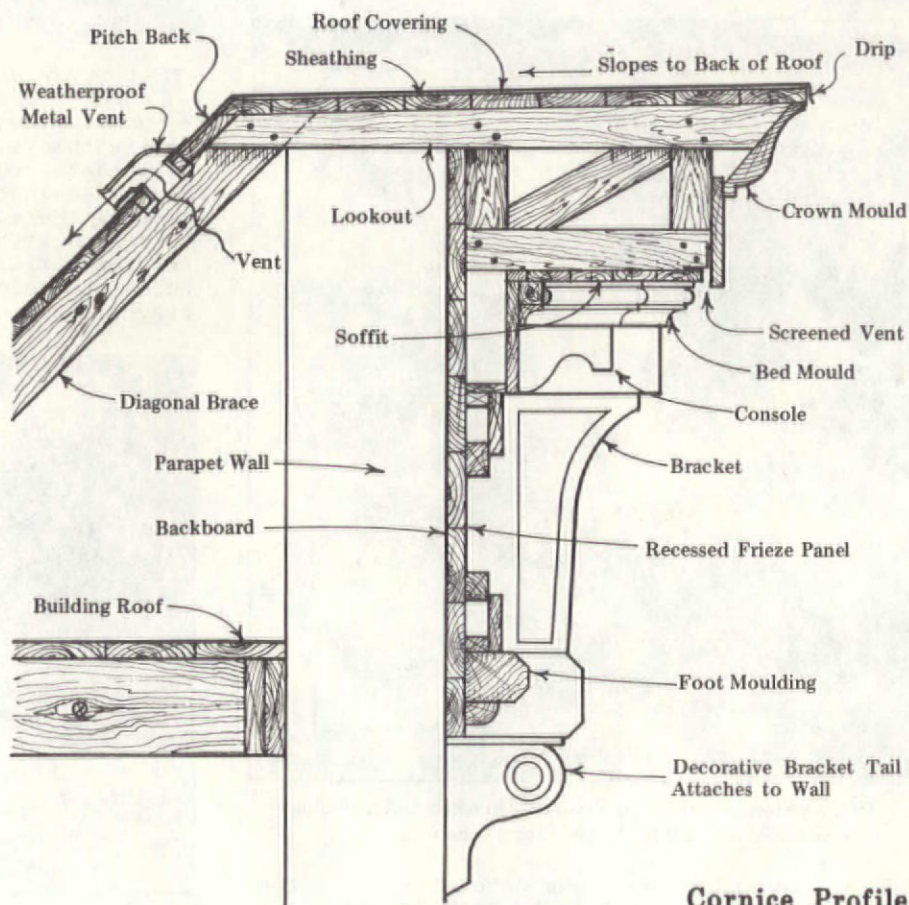 Roof Covering
Pitch Back
Sheathing
Slopes to Back of Roof
Drip
Weatherproof
Metal Vent
Lookout
Crown Mould
Vent
Soffit
Screened Vent
Bed Mould
Diagonal Brace
Console
Parapet Wall
Bracket
Backboard
Recessed Frieze Panel
Building Roof
Foot Moulding
Decorative Bracket Tail
Attaches to Wall
Cornice Profile